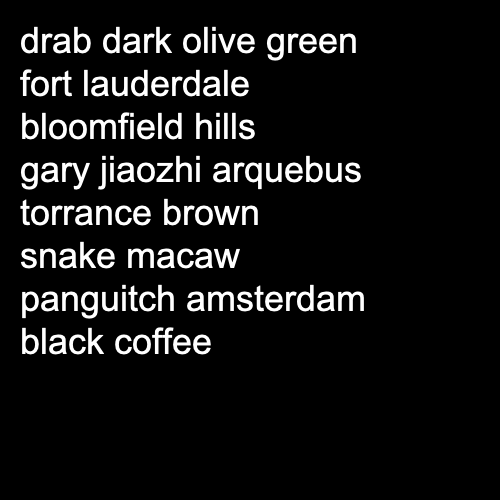 drab dark olive green
fort lauderdale
bloomfield hills
gary jiaozhi arquebus
torrance brown
snake macaw
panguitch amsterdam
black coffee